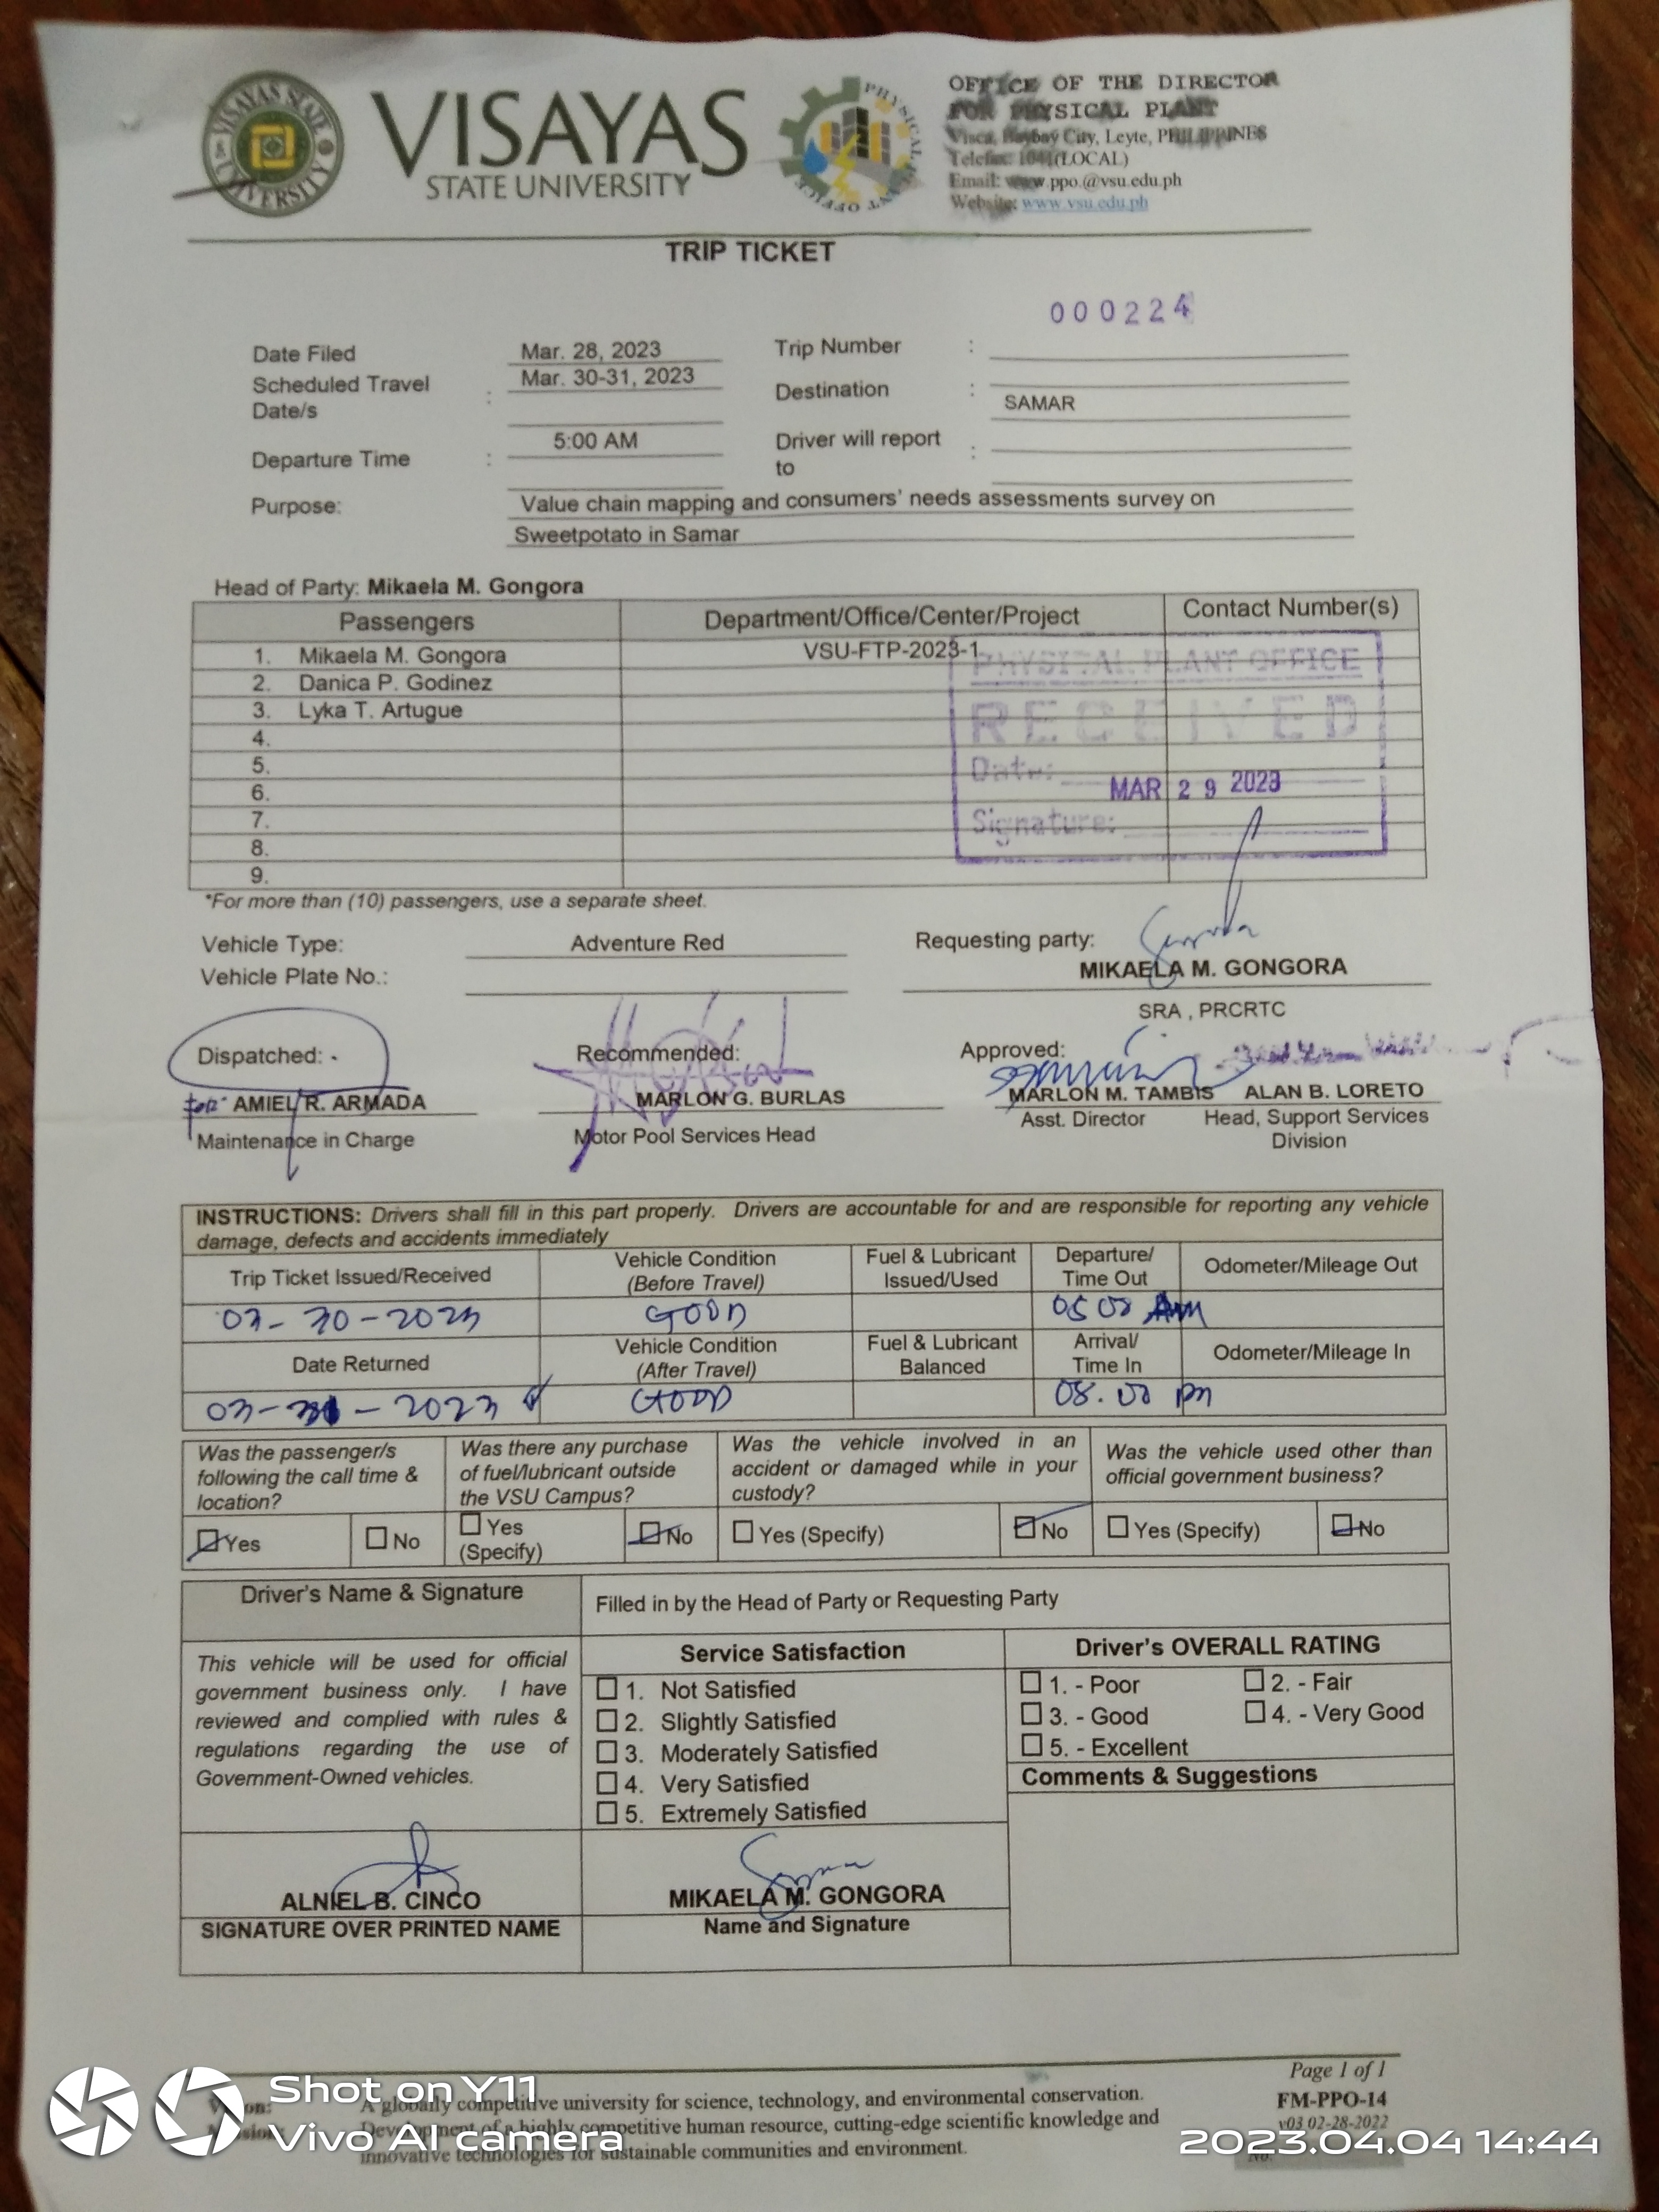 VISAYAS STATE UNIVERSITY
VISAYAS
STATE UNIVERSITY
PHYSICAL PLANT OFFICE
OFFICE OF THE DIRECTOR
FOR PHYSICAL PLANT
Visca, Baybay City, Leyte, PHILIPPINES
Telefax: 1041(LOCAL)
Email: www.ppo.@vsu.edu.ph
Website: www.vsu.edu.ph
TRIP TICKET
000224
Date Filed Mar. 28, 2023 Trip Number :
Scheduled Travel Date/s : Mar. 30-31, 2023 Destination : SAMAR
Departure Time : 5:00 AM Driver will report to :
Purpose: Value chain mapping and consumers' needs assessments survey on
Sweetpotato in Samar
Head of Party: Mikaela M. Gongora
Passengers Department/Office/Center/Project Contact Number(s)
1. Mikaela M. Gongora VSU-FTP-2023-1
2. Danica P. Godinez
3. Lyka T. Artugue
4.
5.
6.
7.
8.
9.
PHYSICAL PLANT OFFICE
RECEIVED
Date: MAR 29 2023
Signature:
*For more than (10) passengers, use a separate sheet.
Vehicle Type: Adventure Red Requesting party:
Vehicle Plate No.: MIKAELA M. GONGORA
SRA , PRCRTC
Dispatched: Recommended: Approved:
for AMIEL R. ARMADA MARLON G. BURLAS MARLON M. TAMBIS ALAN B. LORETO
Maintenance in Charge Motor Pool Services Head Asst. Director Head, Support Services
Division
INSTRUCTIONS: Drivers shall fill in this part properly. Drivers are accountable for and are responsible for reporting any vehicle
damage, defects and accidents immediately
Trip Ticket Issued/Received Vehicle Condition (Before Travel) Fuel & Lubricant Issued/Used Departure/ Time Out Odometer/Mileage Out
03-30-2023 GOOD 05 00 AM
Date Returned Vehicle Condition (After Travel) Fuel & Lubricant Balanced Arrival/ Time In Odometer/Mileage In
03-31-2023 GOOD 08.00 pm
Was the passenger/s following the call time & location?
Yes No
Was there any purchase of fuel/lubricant outside the VSU Campus?
Yes (Specify) No
Was the vehicle involved in an accident or damaged while in your custody?
Yes (Specify) No
Was the vehicle used other than official government business?
Yes (Specify) No
Driver's Name & Signature Filled in by the Head of Party or Requesting Party
This vehicle will be used for official
government business only. I have
reviewed and complied with rules &
regulations regarding the use of
Government-Owned vehicles.
Service Satisfaction
1. Not Satisfied
2. Slightly Satisfied
3. Moderately Satisfied
4. Very Satisfied
5. Extremely Satisfied
Driver's OVERALL RATING
1. - Poor 2. - Fair
3. - Good 4. - Very Good
5. - Excellent
Comments & Suggestions
ALNIEL B. CINCO MIKAELA M. GONGORA
SIGNATURE OVER PRINTED NAME Name and Signature
Page 1 of 1
FM-PPO-14
v03 02-28-2022
No.
A globally competitive university for science, technology, and environmental conservation.
Development of a highly competitive human resource, cutting-edge scientific knowledge and
innovative technologies for sustainable communities and environment.
Shot on Y11
Vivo AI camera
2023.04.04 14:44